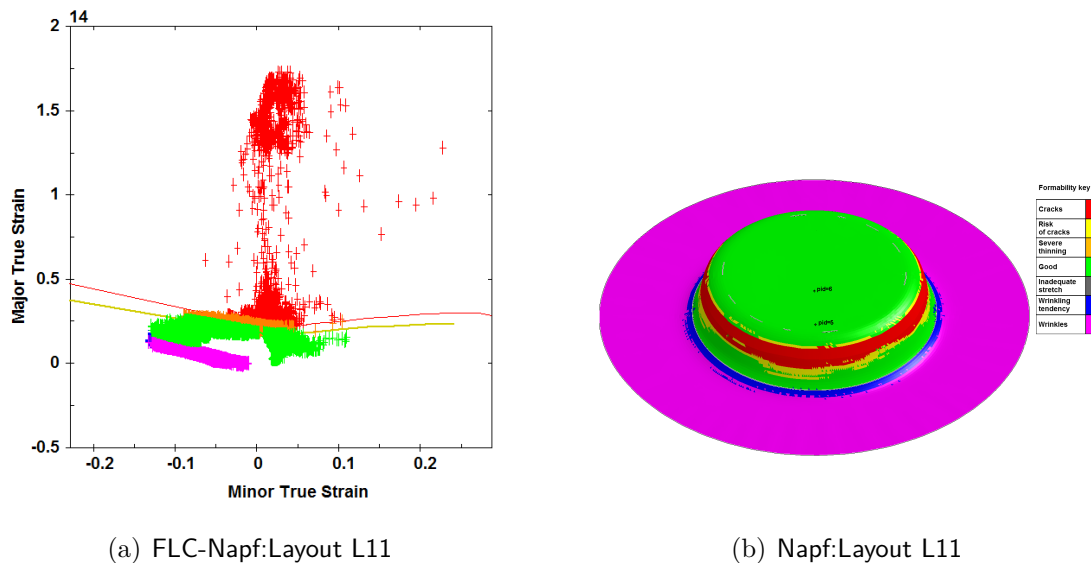 14
2
1.5
1
0.5
0
-0.5
-0.2
-0.1
0
0.1
0.2
Major True Strain
Minor True Strain
Formability key
Cracks
Risk
of cracks
Severe
thinning
Good
Inadequate
stretch
Wrinkling
tendency
Wrinkles
(a) FLC-Napf:Layout L11
(b) Napf:Layout L11